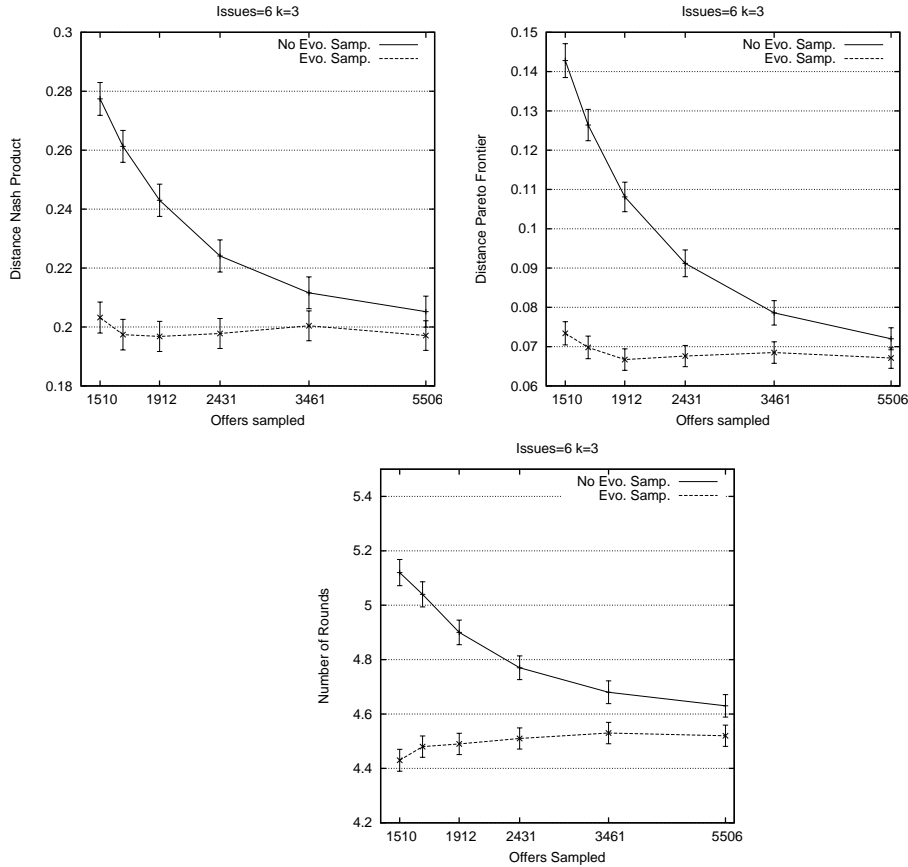 Issues=6 k=3
No Evo. Samp.
Evo. Samp.
Distance Nash Product
0.3
0.28
0.26
0.24
0.22
0.2
0.18
1510 1912 2431 3461 5506
Offers sampled
Issues=6 k=3
No Evo. Samp.
Evo. Samp.
Distance Pareto Frontier
0.15
0.14
0.13
0.12
0.11
0.1
0.09
0.08
0.07
0.06
1510 1912 2431 3461 5506
Offers sampled
Issues=6 k=3
No Evo. Samp.
Evo. Samp.
Number of Rounds
5.4
5.2
5
4.8
4.6
4.4
4.2
1510 1912 2431 3461 5506
Offers Sampled